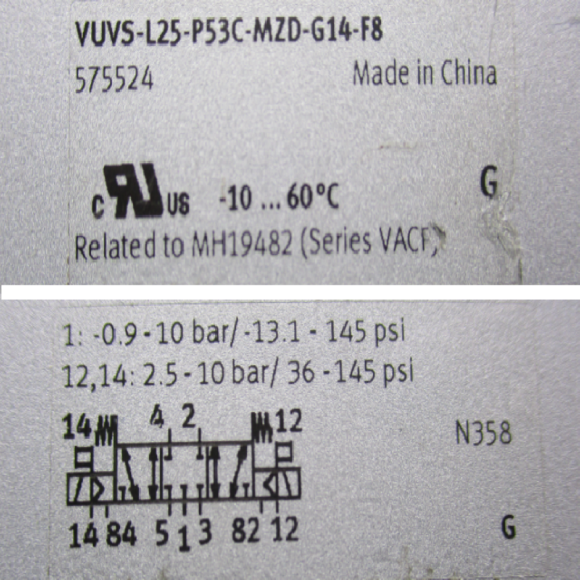 VUVS-L25-P53C-MZD-G14-F8
575524 Made in China
c RU US -10 ... 60°C G
Related to MH19482 (Series VACF)
1: -0.9 - 10 bar/ -13.1 - 145 psi
12,14: 2.5 - 10 bar/ 36 -145 psi
14 4 2 12
N358
14 84 5 1 3 82 12
G